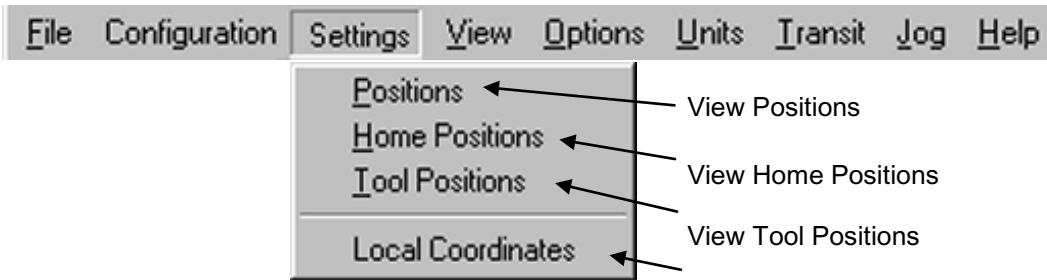 File Configuration Settings View Options Units Transit Jog Help
Positions
View Positions
Home Positions
View Home Positions
Tool Positions
View Tool Positions
Local Coordinates